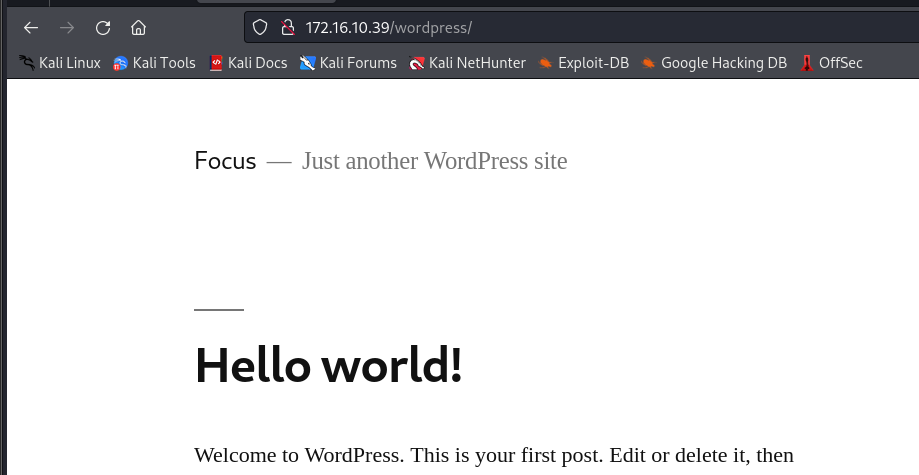 172.16.10.39/wordpress/
Kali Linux Kali Tools Kali Docs Kali Forums Kali NetHunter Exploit-DB Google Hacking DB OffSec
Focus — Just another WordPress site
Hello world!
Welcome to WordPress. This is your first post. Edit or delete it, then